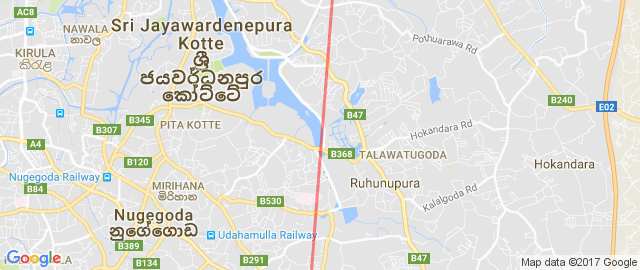 AC8
Sri Jayawardenepura
Kotte
ශ්‍රී
ජයවර්ධනපුර
කෝට්ටේ
NAWALA
නාවල
KIRULA
කිරුළ
Pothuarawa Rd
B240
E02
B47
B345
B307
PITA KOTTE
Hokandara Rd
A4
B120
B368
TALAWATUGODA
Hokandara
Nugegoda Railway
B84
MIRIHANA
මිරිහාන
Ruhunupura
Kalalgoda Rd
B530
Nugegoda
නුගේගොඩ
Udahamulla Railway
B389
B134
B291
B47
Google
Map data ©2017 Google